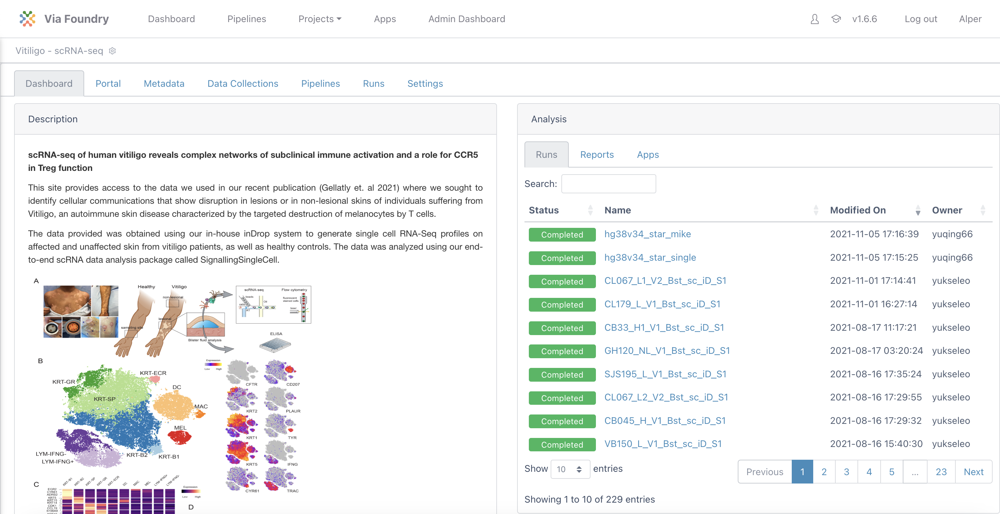 Via Foundry
Dashboard
Pipelines
Projects
Apps
Admin Dashboard
v1.6.6
Log out
Alper
Vitiligo - scRNA-seq
Dashboard
Portal
Metadata
Data Collections
Pipelines
Runs
Settings
Description
scRNA-seq of human vitiligo reveals complex networks of subclinical immune activation and a role for CCR5
in Treg function
This site provides access to the data we used in our recent publication (Gellatly et. al 2021) where we sought to
identify cellular communications that show disruption in lesions or in non-lesional skins of individuals suffering from
Vitiligo, an autoimmune skin disease characterized by the targeted destruction of melanocytes by T cells.
The data provided was obtained using our in-house inDrop system to generate single cell RNA-Seq profiles on
affected and unaffected skin from vitiligo patients, as well as healthy controls. The data was analyzed using our end-
to-end scRNA data analysis package called SignallingSingleCell.
A
Healthy
Vitiligo
non-lesional
lesional
sampling site
Blister fluid analysis
scRNA-seq
beads
cells
RT
Oil
Flow cytometry
fluorescent
stained cells
laser
ELISA
B
KRT-GR
KRT-ECR
KRT-SP
DC
MAC
MEL
LYM-IFNG-
LYM-IFNG+
KRT-B2
KRT-B1
Expression
Low High
CFTR
CD207
KRT2
PLAUR
KRT1
TYR
KRT5
IFNG
CYR61
TRAC
C
KRT-B1
KRT-B2
KRT-SP
KRT-GR
KRT-ECR
DC
MAC
MEL
LYM-IFNG+
LYM-IFNG-
EGR2
CYR61
ADRB2
KRT5
KRT15
KRT14
CDK1
CCL19
S100A8
Expression
Low High
D
Analysis
Runs
Reports
Apps
Search:
Status Name Modified On Owner
Completed hg38v34_star_mike 2021-11-05 17:16:39 yuqing66
Completed hg38v34_star_single 2021-11-05 17:15:25 yuqing66
Completed CL067_L1_V2_Bst_sc_iD_S1 2021-11-01 17:14:41 yukseleo
Completed CL179_L_V1_Bst_sc_iD_S1 2021-11-01 16:27:14 yukseleo
Completed CB33_H1_V1_Bst_sc_iD_S1 2021-08-17 11:17:21 yukseleo
Completed GH120_NL_V1_Bst_sc_iD_S1 2021-08-17 03:20:24 yukseleo
Completed SJS195_L_V1_Bst_sc_iD_S1 2021-08-16 17:35:24 yukseleo
Completed CL067_L2_V2_Bst_sc_iD_S1 2021-08-16 17:29:55 yukseleo
Completed CB045_H_V1_Bst_sc_iD_S1 2021-08-16 17:29:32 yukseleo
Completed VB150_L_V1_Bst_sc_iD_S1 2021-08-16 15:40:30 yukseleo
Show 10 entries
Previous 1 2 3 4 5 ... 23 Next
Showing 1 to 10 of 229 entries